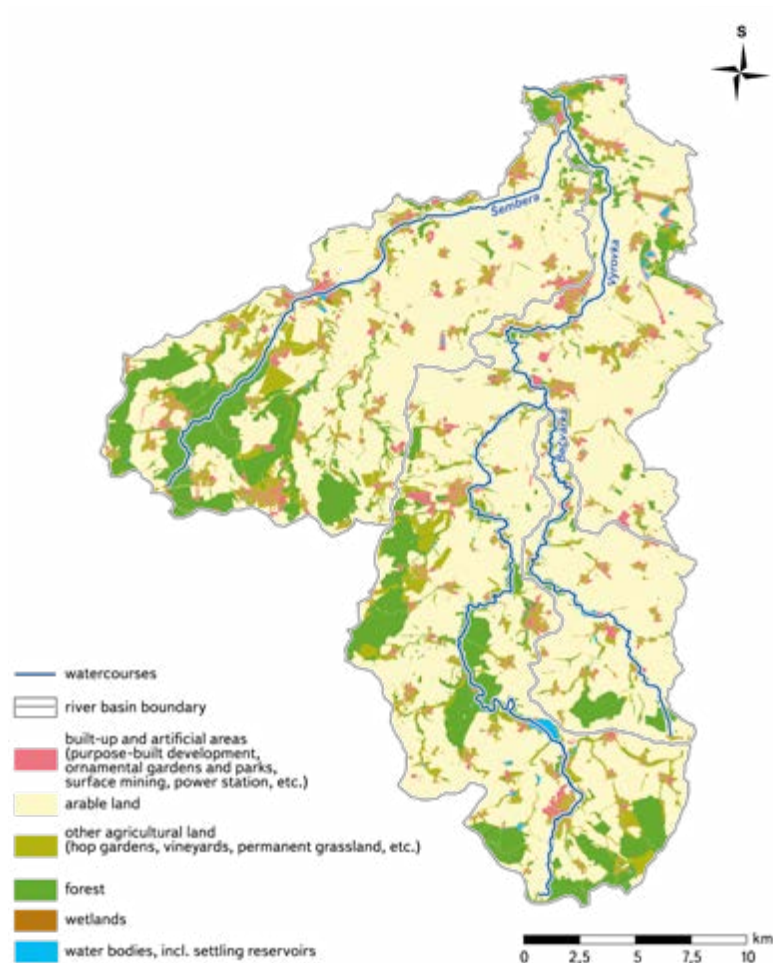 S
Šembera
Výrovka
Bečvárka
watercourses
river basin boundary
built-up and artificial areas
(purpose-built development,
ornamental gardens and parks,
surface mining, power station, etc.)
arable land
other agricultural land
(hop gardens, vineyards, permanent grassland, etc.)
forest
wetlands
water bodies, incl. settling reservoirs
km
0 2,5 5 7,5 10